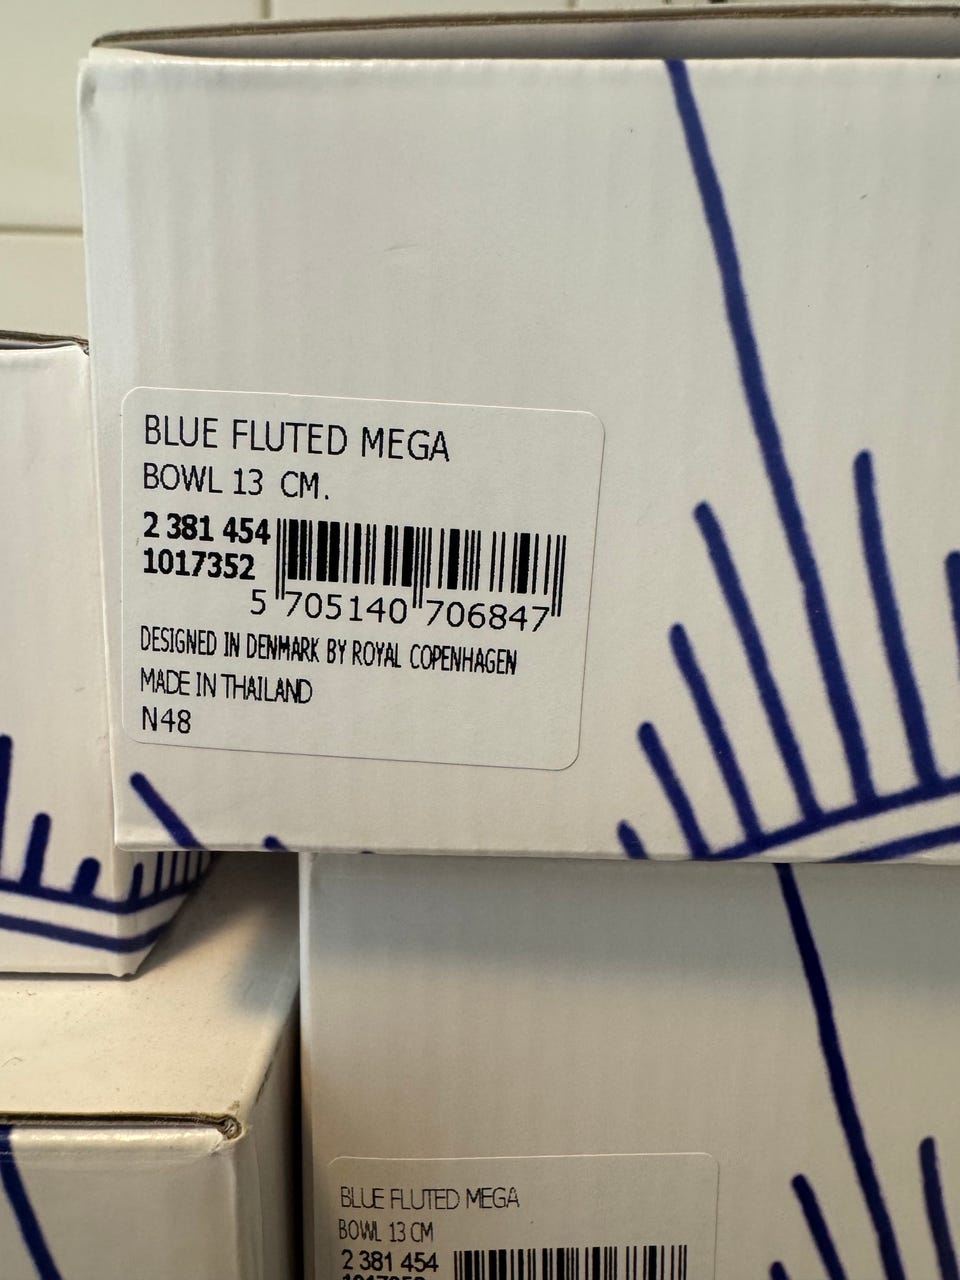 BLUE FLUTED MEGA
BOWL 13 CM.
2 381 454
1017352
5 705140 706847
DESIGNED IN DENMARK BY ROYAL COPENHAGEN
MADE IN THAILAND
N48
BLUE FLUTED MEGA
BOWL 13 CM
2 381 454